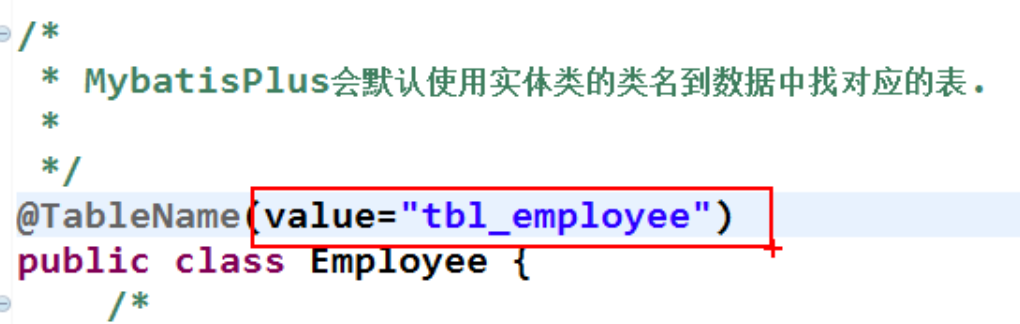 /*
* MybatisPlus会默认使用实体类的类名到数据中找对应的表.
*
*/
@TableName(value="tbl_employee")
public class Employee {
/*